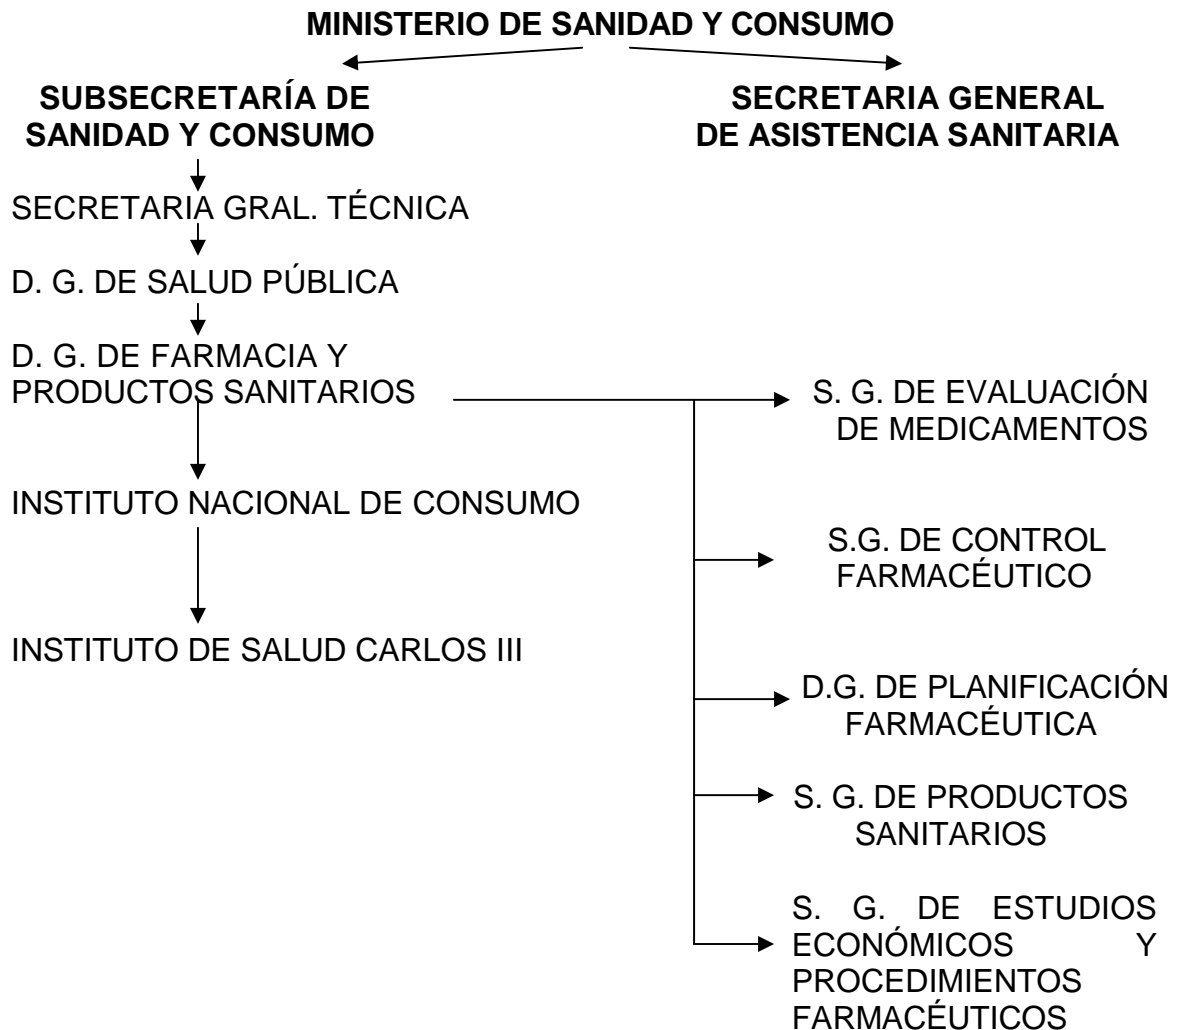 MINISTERIO DE SANIDAD Y CONSUMO
SUBSECRETARÍA DE
SANIDAD Y CONSUMO
SECRETARIA GENERAL
DE ASISTENCIA SANITARIA
SECRETARIA GRAL. TÉCNICA
D. G. DE SALUD PÚBLICA
D. G. DE FARMACIA Y
PRODUCTOS SANITARIOS
INSTITUTO NACIONAL DE CONSUMO
INSTITUTO DE SALUD CARLOS III
S. G. DE EVALUACIÓN
DE MEDICAMENTOS
S.G. DE CONTROL
FARMACÉUTICO
D.G. DE PLANIFICACIÓN
FARMACÉUTICA
S. G. DE PRODUCTOS
SANITARIOS
S. G. DE ESTUDIOS
ECONÓMICOS Y
PROCEDIMIENTOS
FARMACÉUTICOS